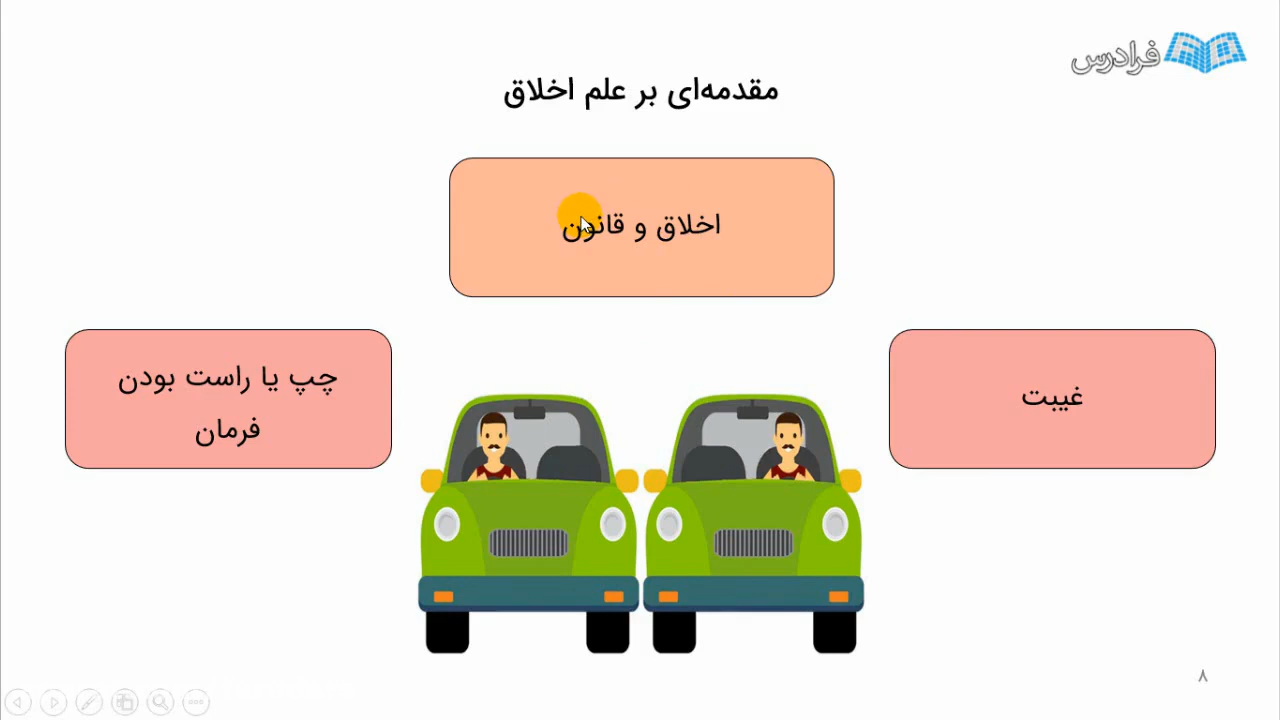 فرادرس
مقدمه‌ای بر علم اخلاق
اخلاق و قانون
غیبت
چپ یا راست بودن
فرمان
۸